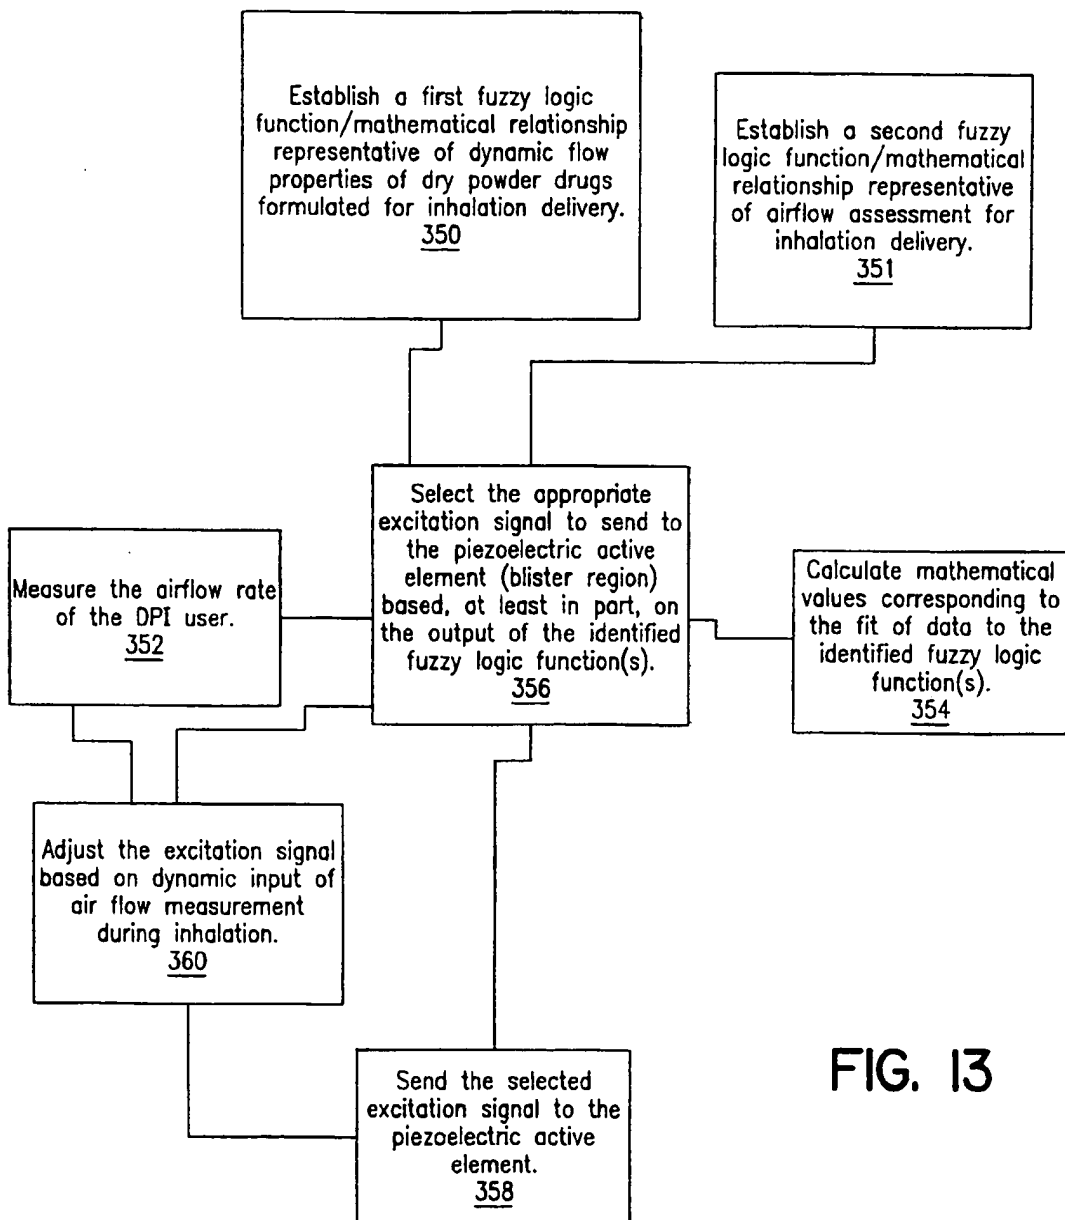 Establish a first fuzzy logic
function/mathematical relationship
representative of dynamic flow
properties of dry powder drugs
formulated for inhalation delivery.
350
Establish a second fuzzy
logic function/mathematical
relationship representative
of airflow assessment for
inhalation delivery.
351
Select the appropriate
excitation signal to send to
the piezoelectric active
element (blister region)
based, at least in part, on
the output of the identified
fuzzy logic function(s).
356
Measure the airflow rate
of the DPI user.
352
Calculate mathematical
values corresponding to
the fit of data to the
identified fuzzy logic
function(s).
354
Adjust the excitation signal
based on dynamic input of
air flow measurement
during inhalation.
360
Send the selected
excitation signal to the
piezoelectric active
element.
358
FIG. 13